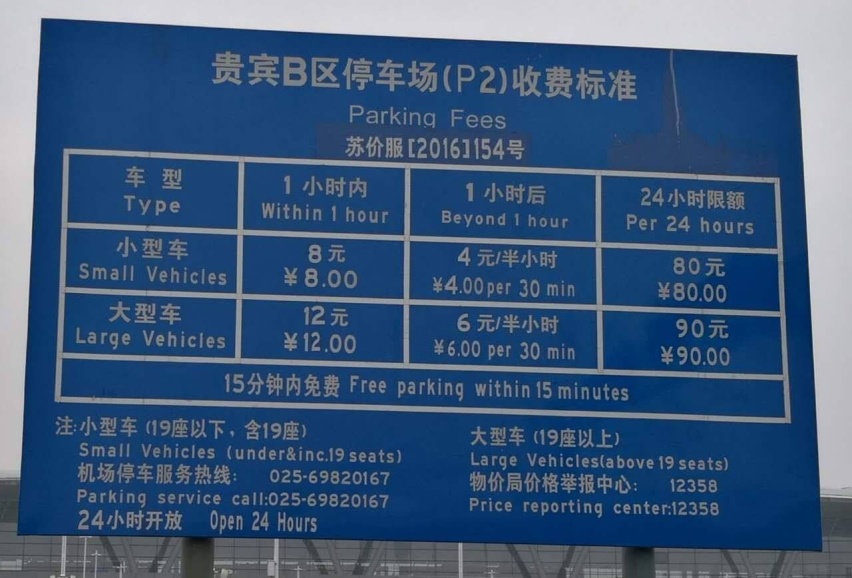 贵宾B区停车场(P2)收费标准
Parking Fees
苏价服[2016]154号
车型 1小时内 1小时后 24小时限额
Type Within 1 hour Beyond 1 hour Per 24 hours
小型车 8元 4元/半小时 80元
Small Vehicles ¥8.00 ¥4.00per 30 min ¥80.00
大型车 12元 6元/半小时 90元
Large Vehicles ¥12.00 ¥6.00 per 30 min ¥90.00
15分钟内免费 Free parking within 15 minutes
注:小型车(19座以下,含19座) 大型车(19座以上)
Small Vehicles (under&inc.19 seats) Large Vehicles(above 19 seats)
机场停车服务热线: 025-69820167 物价局价格举报中心: 12358
Parking service call:025-69820167 Price reporting center:12358
24小时开放 Open 24 Hours